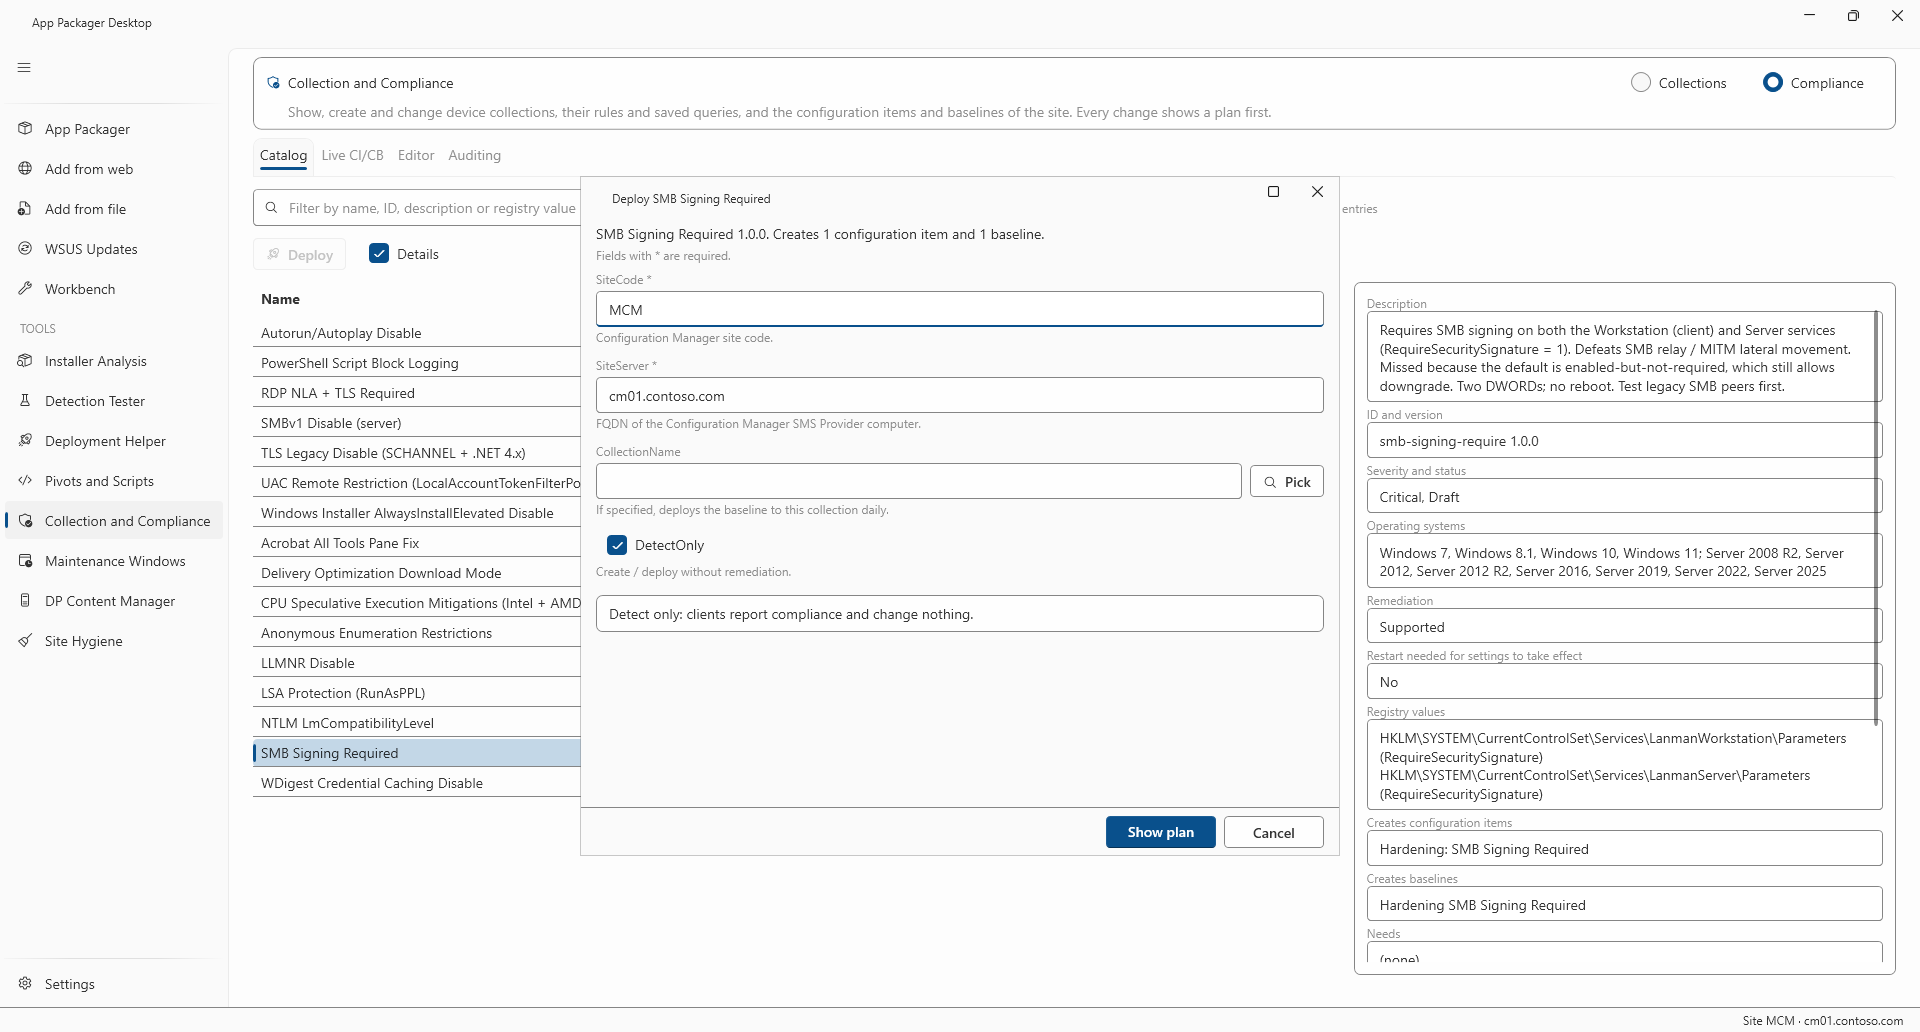 App Packager Desktop
Collection and Compliance
Collections
Compliance
Show, create and change device collections, their rules and saved queries, and the configuration items and baselines of the site. Every change shows a plan first.
App Packager
Add from web
Add from file
WSUS Updates
Workbench
TOOLS
Installer Analysis
Detection Tester
Deployment Helper
Pivots and Scripts
Collection and Compliance
Maintenance Windows
DP Content Manager
Site Hygiene
Settings
Catalog
Live CI/CB
Editor
Auditing
Filter by name, ID, description or registry value
entries
Deploy
Details
Name
Autorun/Autoplay Disable
PowerShell Script Block Logging
RDP NLA + TLS Required
SMBv1 Disable (server)
TLS Legacy Disable (SCHANNEL + .NET 4.x)
UAC Remote Restriction (LocalAccountTokenFilterPo
Windows Installer AlwaysInstallElevated Disable
Acrobat All Tools Pane Fix
Delivery Optimization Download Mode
CPU Speculative Execution Mitigations (Intel + AMD
Anonymous Enumeration Restrictions
LLMNR Disable
LSA Protection (RunAsPPL)
NTLM LmCompatibilityLevel
SMB Signing Required
WDigest Credential Caching Disable
Deploy SMB Signing Required
SMB Signing Required 1.0.0. Creates 1 configuration item and 1 baseline.
Fields with * are required.
SiteCode *
MCM
Configuration Manager site code.
SiteServer *
cm01.contoso.com
FQDN of the Configuration Manager SMS Provider computer.
CollectionName
Pick
If specified, deploys the baseline to this collection daily.
DetectOnly
Create / deploy without remediation.
Detect only: clients report compliance and change nothing.
Show plan
Cancel
Description
Requires SMB signing on both the Workstation (client) and Server services
(RequireSecuritySignature = 1). Defeats SMB relay / MITM lateral movement.
Missed because the default is enabled-but-not-required, which still allows
downgrade. Two DWORDs; no reboot. Test legacy SMB peers first.
ID and version
smb-signing-require 1.0.0
Severity and status
Critical, Draft
Operating systems
Windows 7, Windows 8.1, Windows 10, Windows 11; Server 2008 R2, Server
2012, Server 2012 R2, Server 2016, Server 2019, Server 2022, Server 2025
Remediation
Supported
Restart needed for settings to take effect
No
Registry values
HKLM\SYSTEM\CurrentControlSet\Services\LanmanWorkstation\Parameters
(RequireSecuritySignature)
HKLM\SYSTEM\CurrentControlSet\Services\LanmanServer\Parameters
(RequireSecuritySignature)
Creates configuration items
Hardening: SMB Signing Required
Creates baselines
Hardening SMB Signing Required
Needs
(none)
Site MCM · cm01.contoso.com